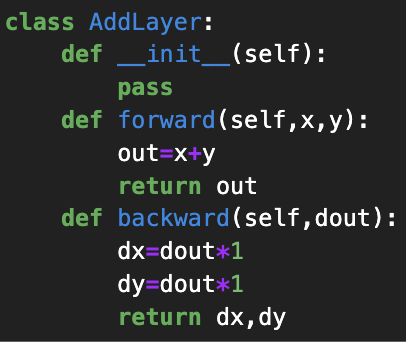 class AddLayer:
    def __init__(self):
        pass
    def forward(self,x,y):
        out=x+y
        return out
    def backward(self,dout):
        dx=dout*1
        dy=dout*1
        return dx,dy